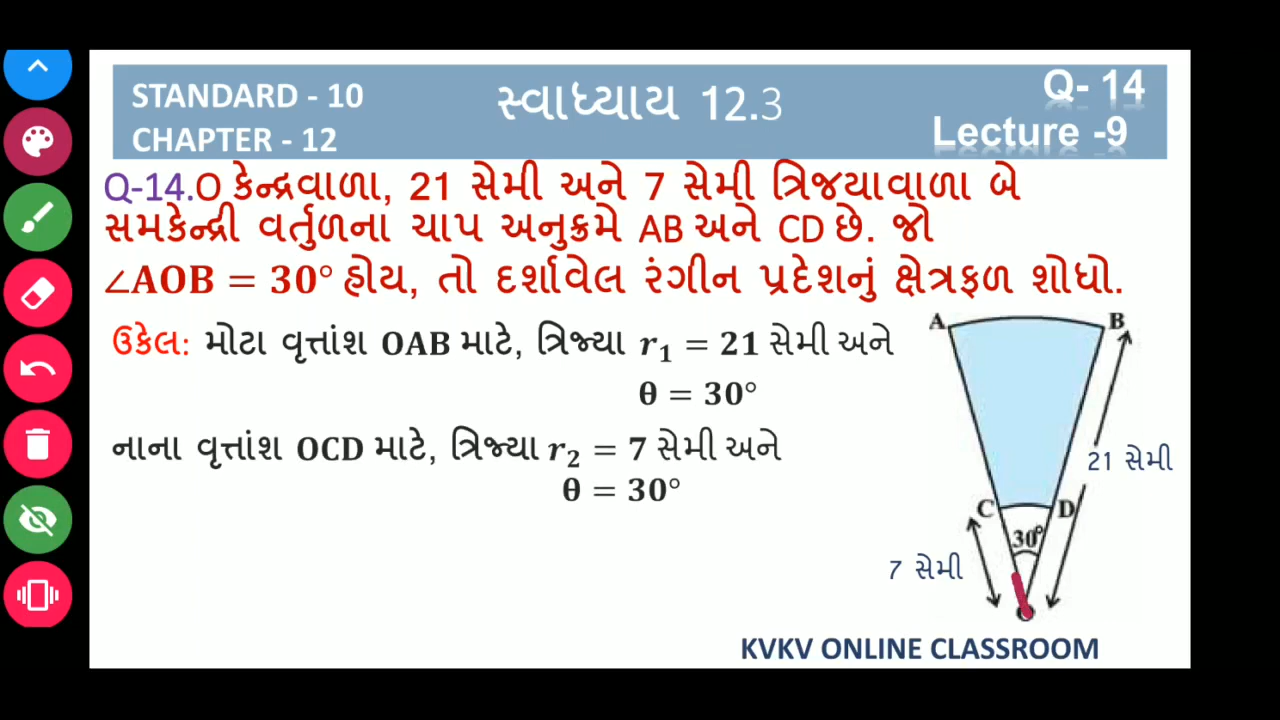 STANDARD - 10
CHAPTER - 12
સ્વાધ્યાય 12.3
Q- 14
Lecture -9
Q-14.O કેન્દ્રવાળા, 21 સેમી અને 7 સેમી ત્રિજયાવાળા બે
સમકેન્દ્રી વર્તુળના ચાપ અનુક્રમે AB અને CD છે. જો
∠AOB = 30° હોય, તો દર્શાવેલ રંગીન પ્રદેશનું ક્ષેત્રફળ શોધો.
ઉકેલ: મોટા વૃત્તાંશ OAB માટે, ત્રિજ્યા r₁ = 21 સેમી અને
θ = 30°
નાના વૃત્તાંશ OCD માટે, ત્રિજ્યા r₂ = 7 સેમી અને
θ = 30°
A
B
21 સેમી
C
D
30°
7 સેમી
O
KVKV ONLINE CLASSROOM